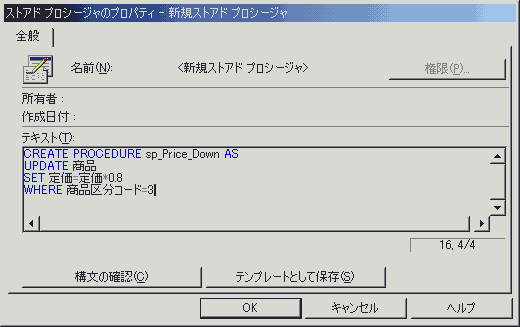 ストアド プロシージャのプロパティ - 新規ストアド プロシージャ
全般
名前(N): <新規ストアド プロシージャ> 権限(P)...
所有者 :
作成日付 :
テキスト(T):
CREATE PROCEDURE sp_Price_Down AS
UPDATE 商品
SET 定価=定価*0.8
WHERE 商品区分コード=3
16, 4/4
構文の確認(C) テンプレートとして保存(S)
OK キャンセル ヘルプ